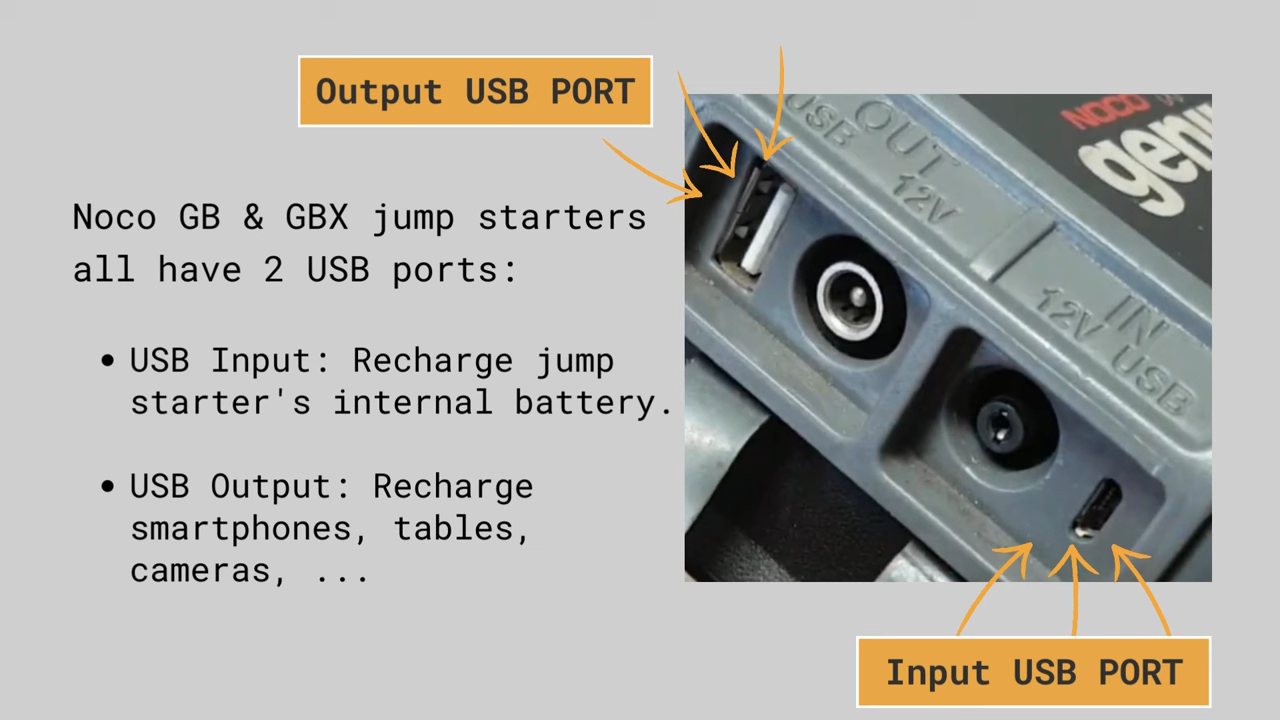 Output USB PORT
Noco GB & GBX jump starters
all have 2 USB ports:
• USB Input: Recharge jump
starter's internal battery.
• USB Output: Recharge
smartphones, tables,
cameras, ...
USB
OUT
12V
NOCO
IN
12V USB
Input USB PORT